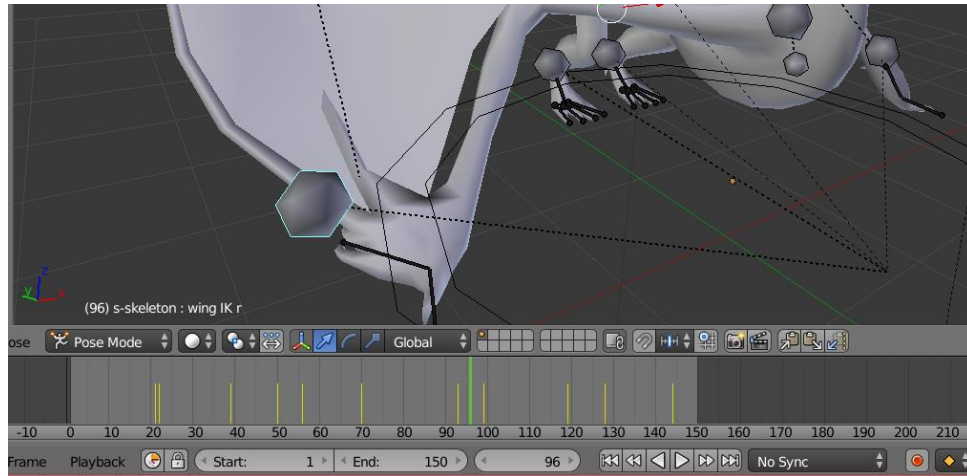 z
y x
(96) s-skeleton : wing IK r
ose Pose Mode Global
-10 0 10 20 30 40 50 60 70 80 90 100 110 120 130 140 150 160 170 180 190 200 210
Frame Playback Start: 1 End: 150 96 No Sync